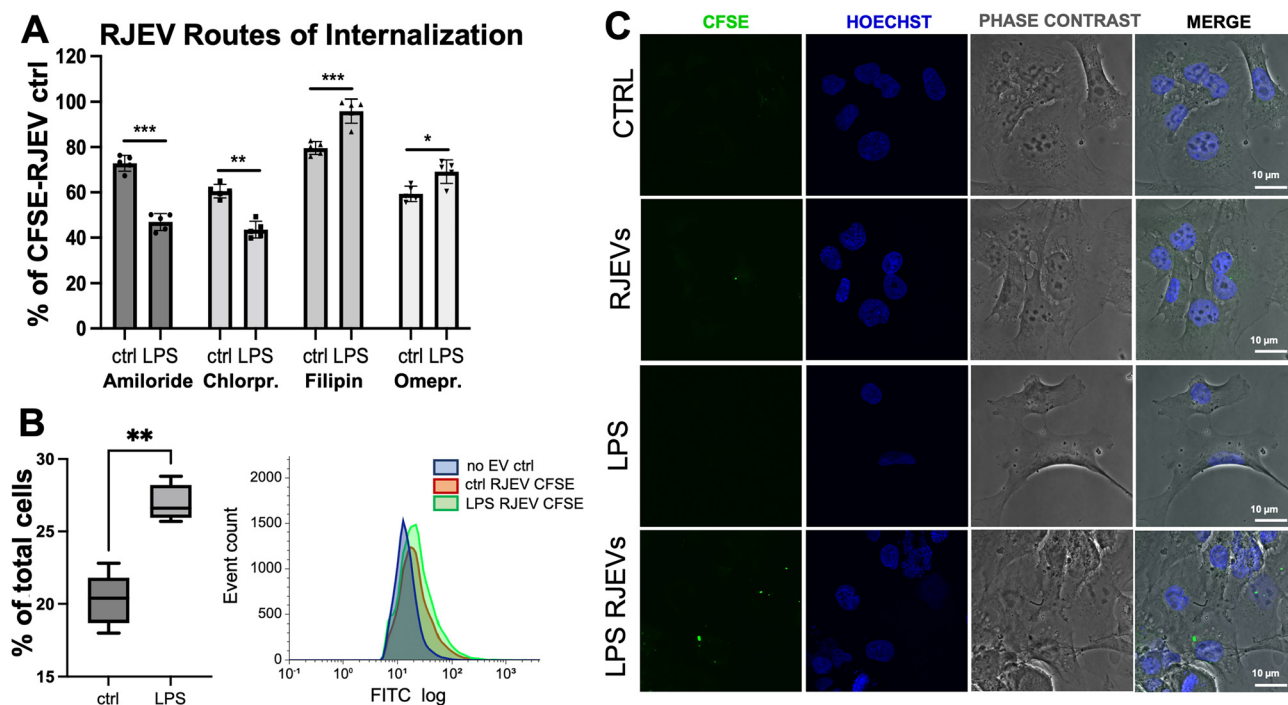 A
RJEV Routes of Internalization
% of CFSE-RJEV ctrl
120
100
80
60
40
20
0
***
**
***
*
ctrl LPS
ctrl LPS
ctrl LPS
ctrl LPS
Amiloride
Chlorpr.
Filipin
Omepr.
B
% of total cells
30
25
20
15
**
ctrl
LPS
Event count
2000
1500
1000
500
0
no EV ctrl
ctrl RJEV CFSE
LPS RJEV CFSE
10-1
10⁰
10¹
10²
10³
FITC log
C
CFSE
HOECHST
PHASE CONTRAST
MERGE
CTRL
10 µm
RJEVs
10 µm
LPS
10 µm
LPS RJEVs
10 µm